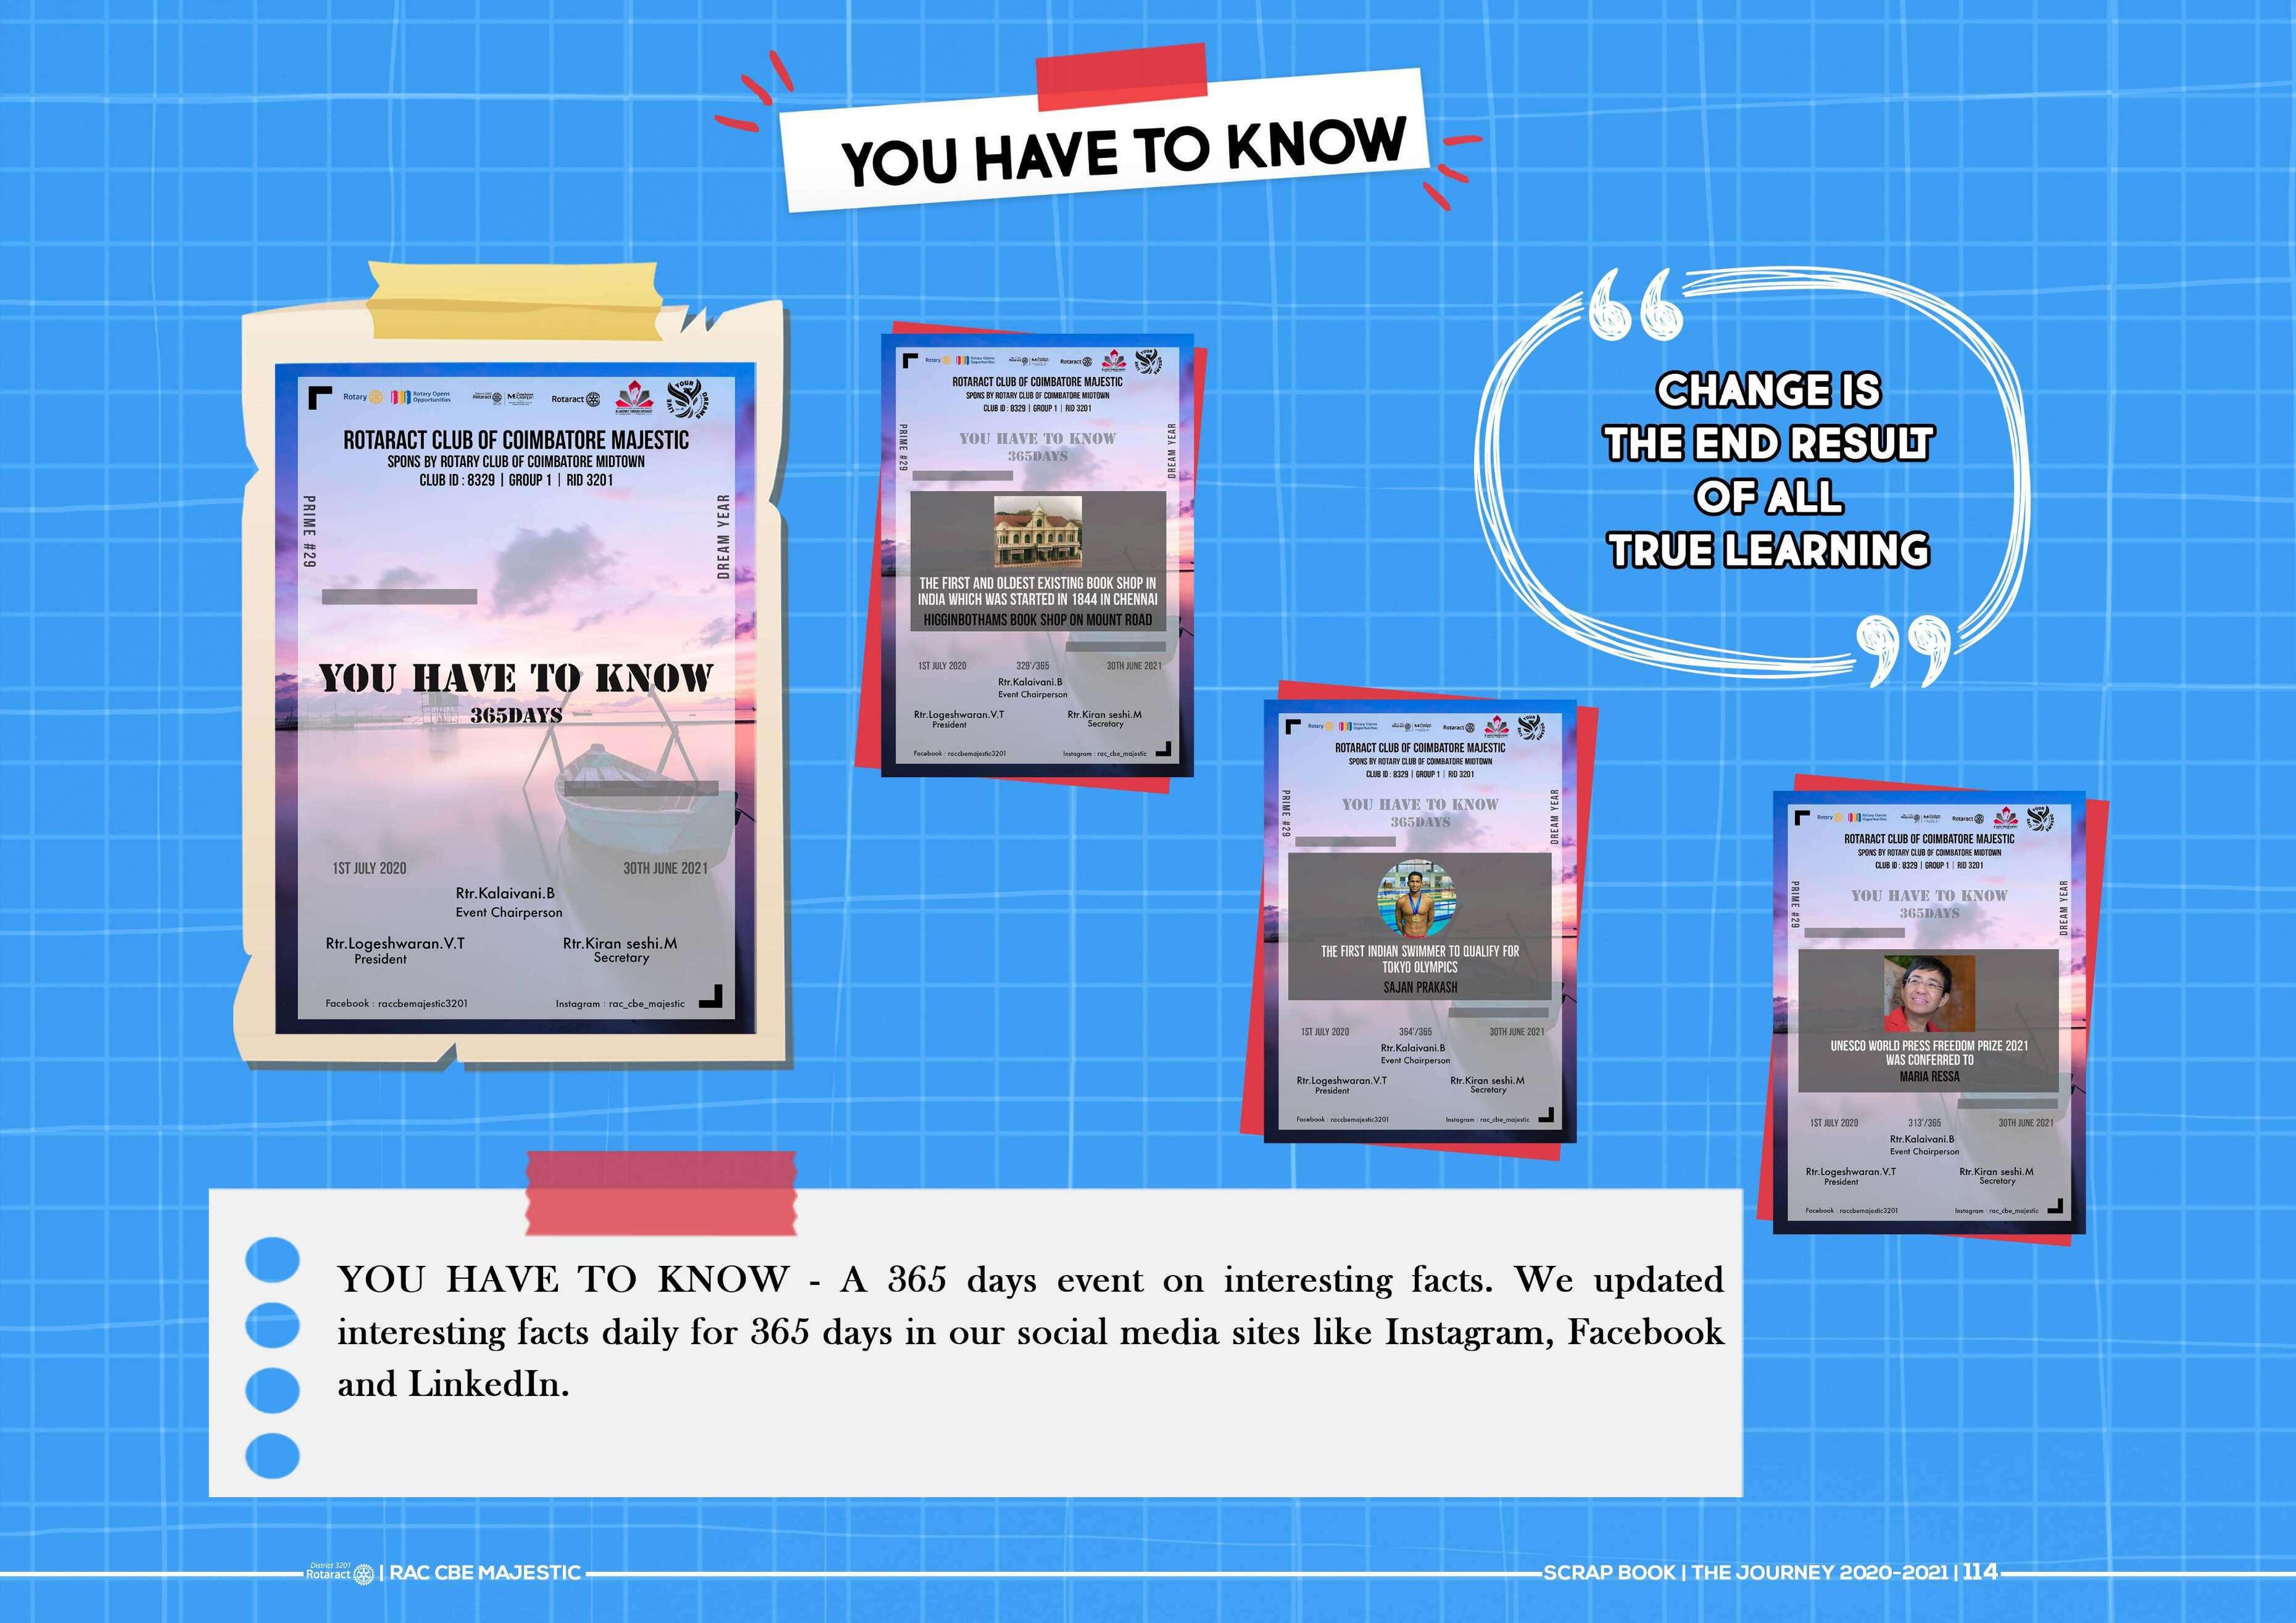 YOU HAVE TO KNOW
Rotary
Rotary Opens
Opportunities
Rotaract
ROTARACT CLUB OF COIMBATORE MAJESTIC
SPONS BY ROTARY CLUB OF COIMBATORE MIDTOWN
CLUB ID : 8329 | GROUP 1 | RID 3201
PRIME #29
DREAM YEAR
YOU HAVE TO KNOW
365DAYS
1ST JULY 2020
30TH JUNE 2021
Rtr.Kalaivani.B
Event Chairperson
Rtr.Logeshwaran.V.T
President
Rtr.Kiran seshi.M
Secretary
Facebook : raccbemajestic3201
Instagram : rac_cbe_majestic
Rotary
Rotary Opens
Opportunities
Rotaract
ROTARACT CLUB OF COIMBATORE MAJESTIC
SPONS BY ROTARY CLUB OF COIMBATORE MIDTOWN
CLUB ID : 8329 | GROUP 1 | RID 3201
PRIME #29
DREAM YEAR
YOU HAVE TO KNOW
365DAYS
THE FIRST AND OLDEST EXISTING BOOK SHOP IN
INDIA WHICH WAS STARTED IN 1844 IN CHENNAI
HIGGINBOTHAMS BOOK SHOP ON MOUNT ROAD
1ST JULY 2020
329'/365
30TH JUNE 2021
Rtr.Kalaivani.B
Event Chairperson
Rtr.Logeshwaran.V.T
President
Rtr.Kiran seshi.M
Secretary
Facebook : raccbemajestic3201
Instagram : rac_cbe_majestic
CHANGE IS
THE END RESULT
OF ALL
TRUE LEARNING
Rotary
Rotaract
ROTARACT CLUB OF COIMBATORE MAJESTIC
SPONS BY ROTARY CLUB OF COIMBATORE MIDTOWN
CLUB ID : 8329 | GROUP 1 | RID 3201
PRIME #29
DREAM YEAR
YOU HAVE TO KNOW
365DAYS
THE FIRST INDIAN SWIMMER TO QUALIFY FOR
TOKYO OLYMPICS
SAJAN PRAKASH
1ST JULY 2020
364'/365
30TH JUNE 2021
Rtr.Kalaivani.B
Event Chairperson
Rtr.Logeshwaran.V.T
President
Rtr.Kiran seshi.M
Secretary
Facebook : raccbemajestic3201
Instagram : rac_cbe_majestic
Rotary
Rotaract
ROTARACT CLUB OF COIMBATORE MAJESTIC
SPONS BY ROTARY CLUB OF COIMBATORE MIDTOWN
CLUB ID : 8329 | GROUP 1 | RID 3201
PRIME #29
DREAM YEAR
YOU HAVE TO KNOW
365DAYS
UNESCO WORLD PRESS FREEDOM PRIZE 2021
WAS CONFERRED TO
MARIA RESSA
1ST JULY 2020
313'/365
30TH JUNE 2021
Rtr.Kalaivani.B
Event Chairperson
Rtr.Logeshwaran.V.T
President
Rtr.Kiran seshi.M
Secretary
Facebook : raccbemajestic3201
Instagram : rac_cbe_majestic
YOU HAVE TO KNOW - A 365 days event on interesting facts. We updated
interesting facts daily for 365 days in our social media sites like Instagram, Facebook
and LinkedIn.
District 3201
Rotaract | RAC CBE MAJESTIC
SCRAP BOOK | THE JOURNEY 2020-2021 | 114